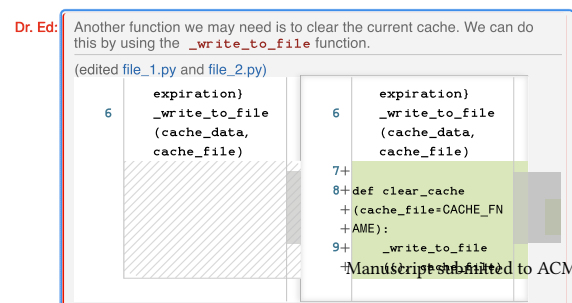 Dr. Ed:
Another function we may need is to clear the current cache. We can do
this by using the _write_to_file function.
(edited file_1.py and file_2.py)
expiration}
6 _write_to_file
(cache_data,
cache_file)
expiration}
6 _write_to_file
(cache_data,
cache_file)
7+
8+ def clear_cache
+ (cache_file=CACHE_FN
+ AME):
9+ _write_to_file
+ cache_file)
Manuscript submitted to ACM